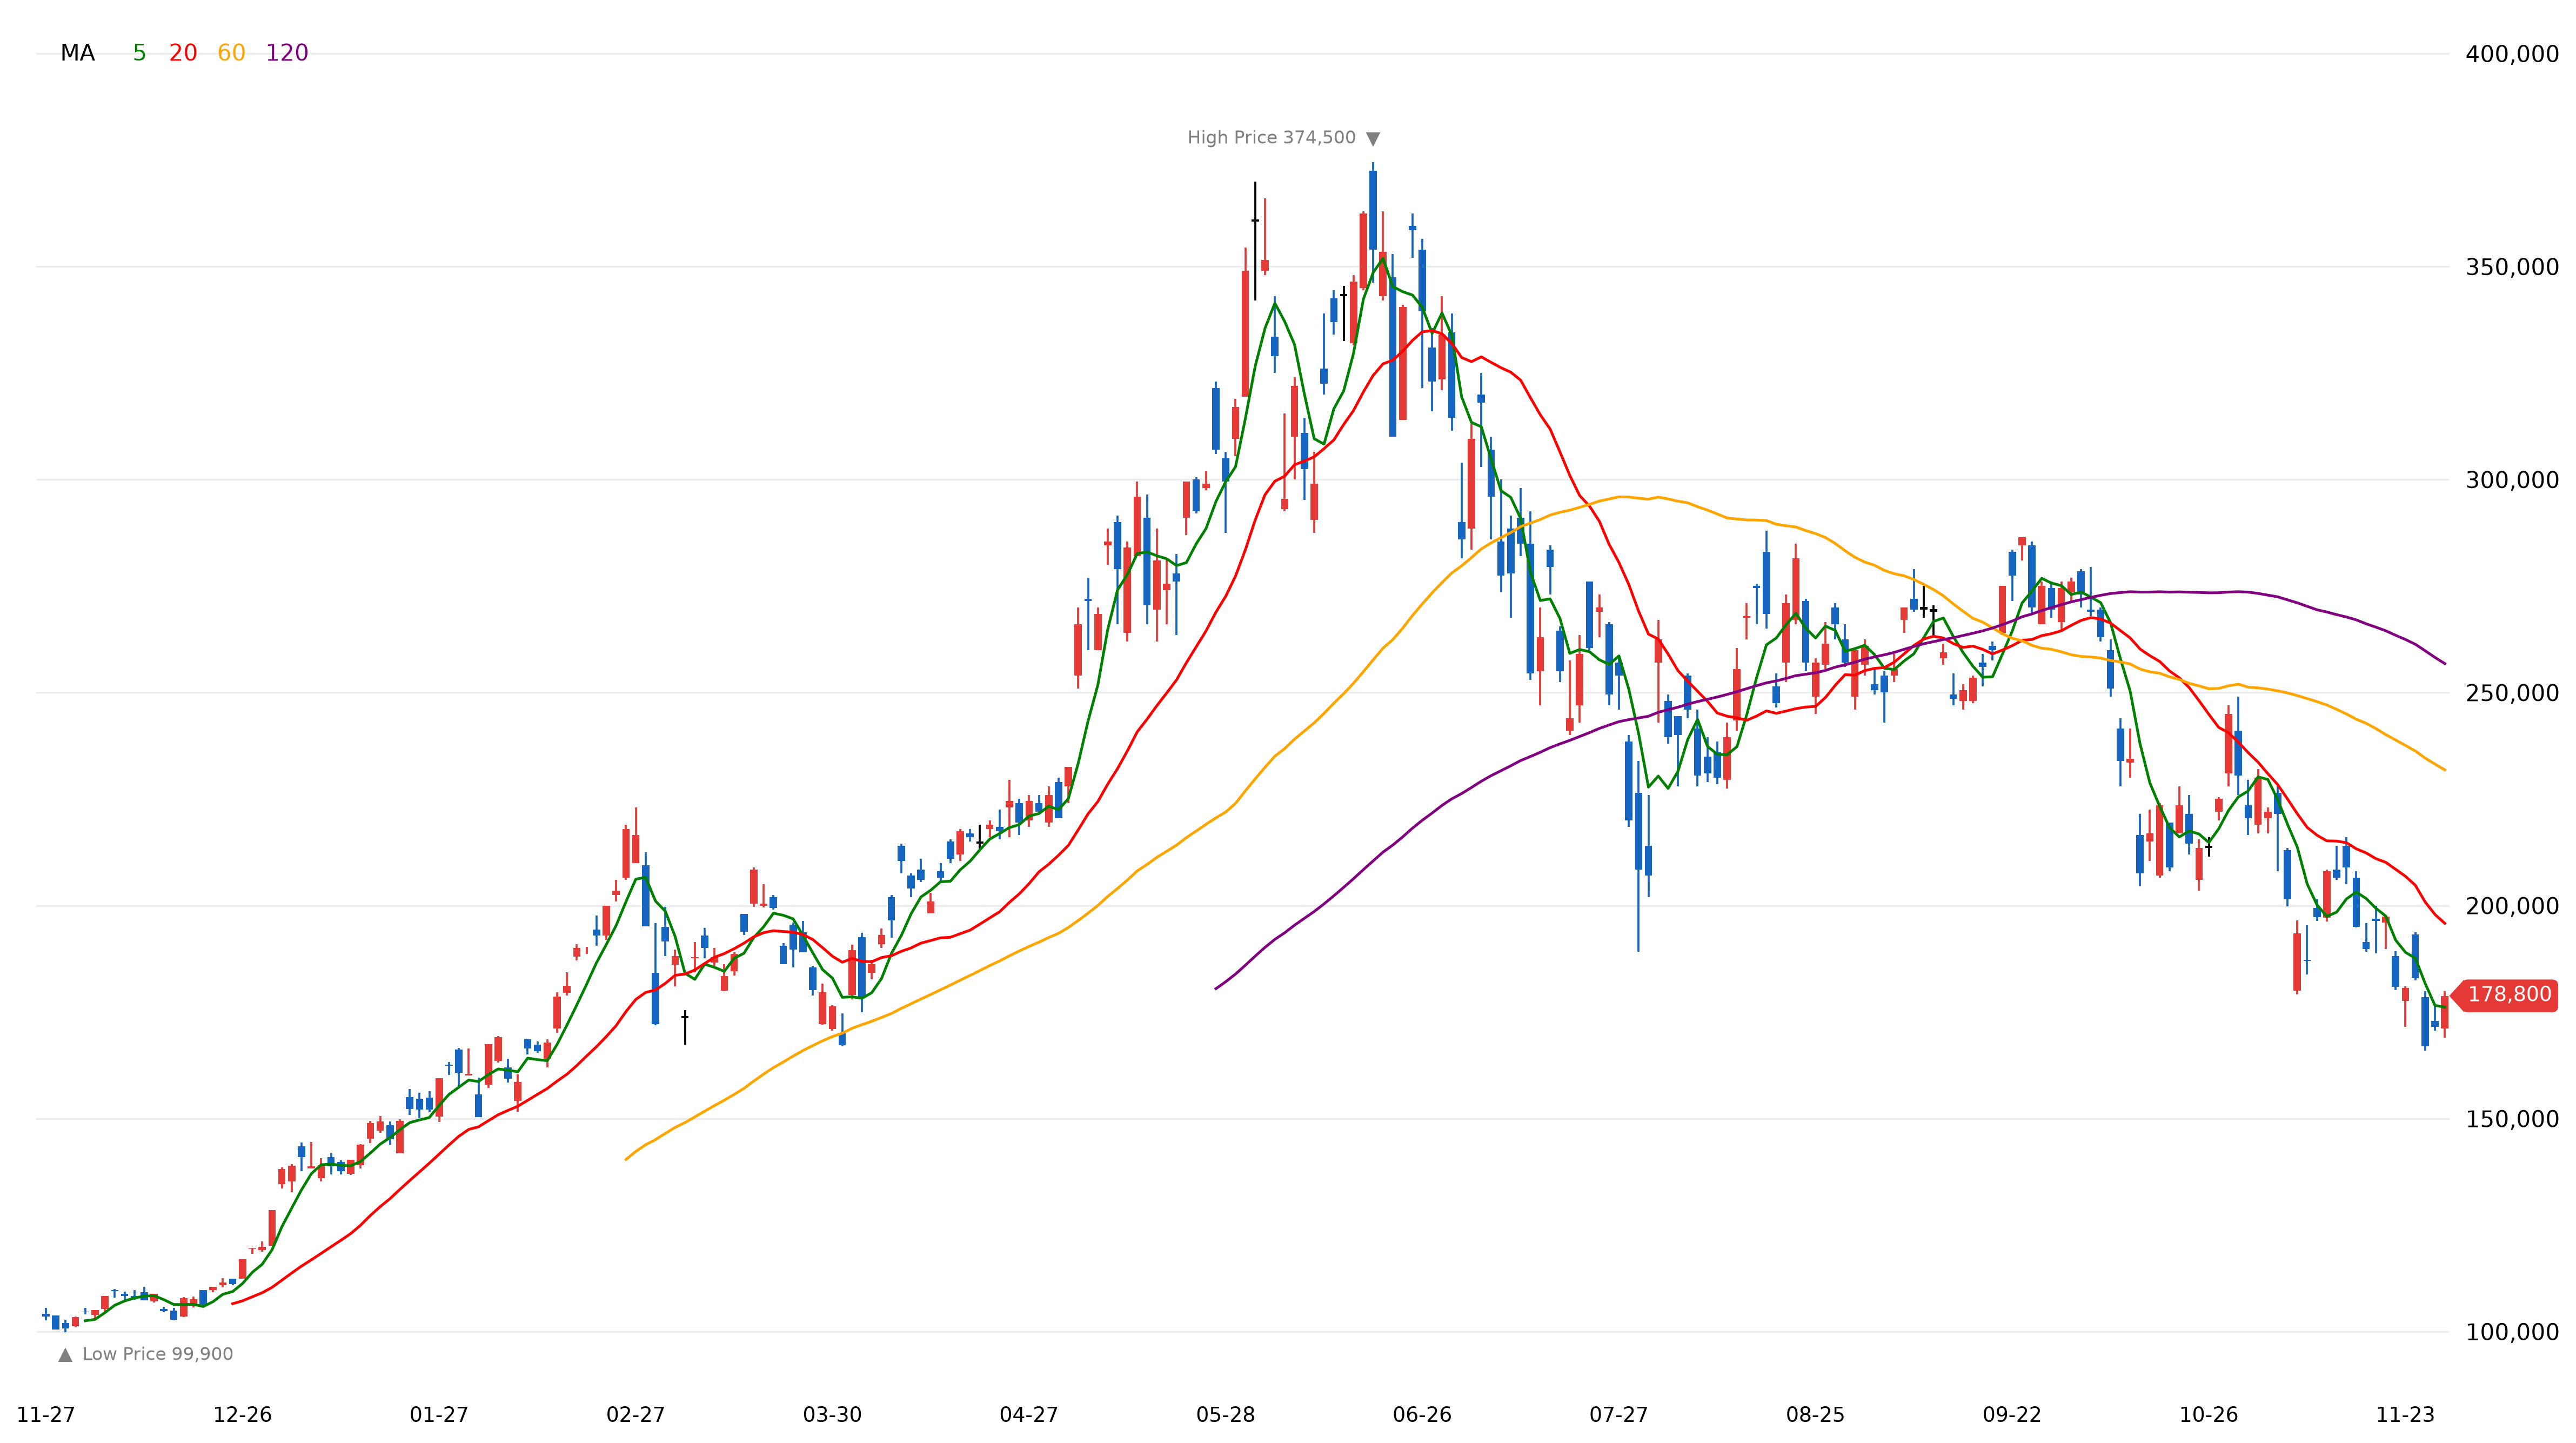 MA 5 20 60 120
400,000
High Price 374,500 ▼
350,000
300,000
250,000
200,000
178,800
150,000
100,000
▲ Low Price 99,900
11-27 12-26 01-27 02-27 03-30 04-27 05-28 06-26 07-27 08-25 09-22 10-26 11-23